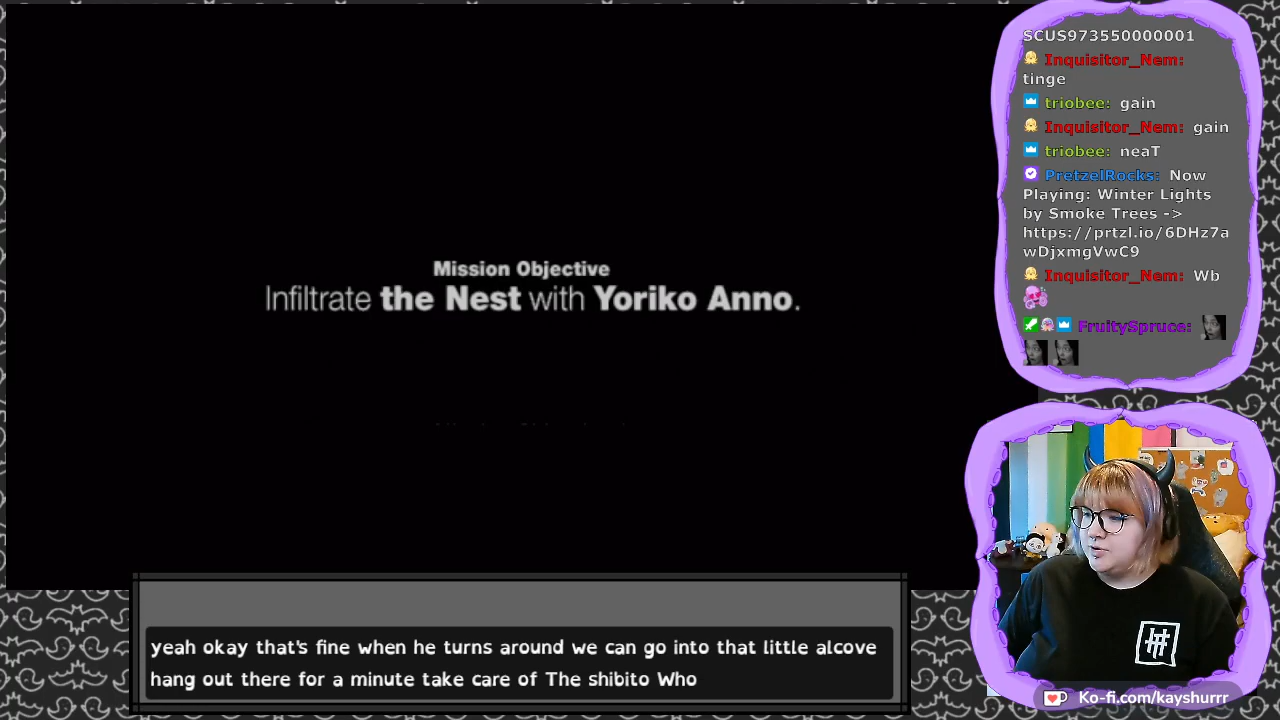 Mission Objective
Infiltrate the Nest with Yoriko Anno.
SCUS973550000001
Inquisitor_Nem:
tinge
triobee: gain
Inquisitor_Nem: gain
triobee: neaT
PretzelRocks: Now
Playing: Winter Lights
by Smoke Trees ->
https://prtzl.io/6DHz7a
wDjxmgVwC9
Inquisitor_Nem: Wb
FruitySpruce:
yeah okay that's fine when he turns around we can go into that little alcove
hang out there for a minute take care of The shibito Who
Ko-fi.com/kayshurrr